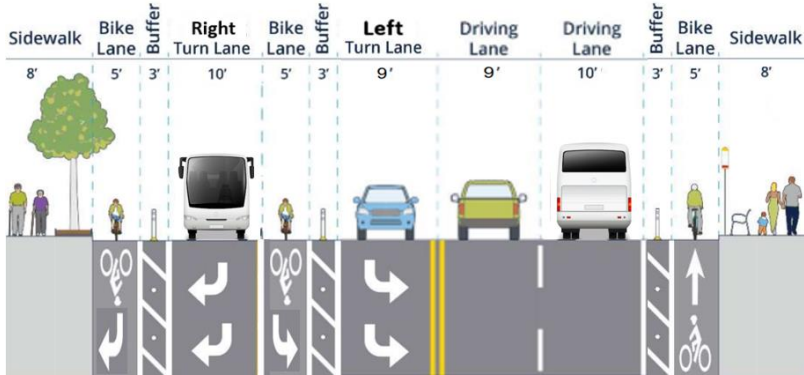 Sidewalk
8'
Bike
Lane
5'
Buffer
3'
Right
Turn Lane
10'
Bike
Lane
5'
Buffer
3'
Left
Turn Lane
9'
Driving
Lane
9'
Driving
Lane
10'
Buffer
3'
Bike
Lane
5'
Sidewalk
8'